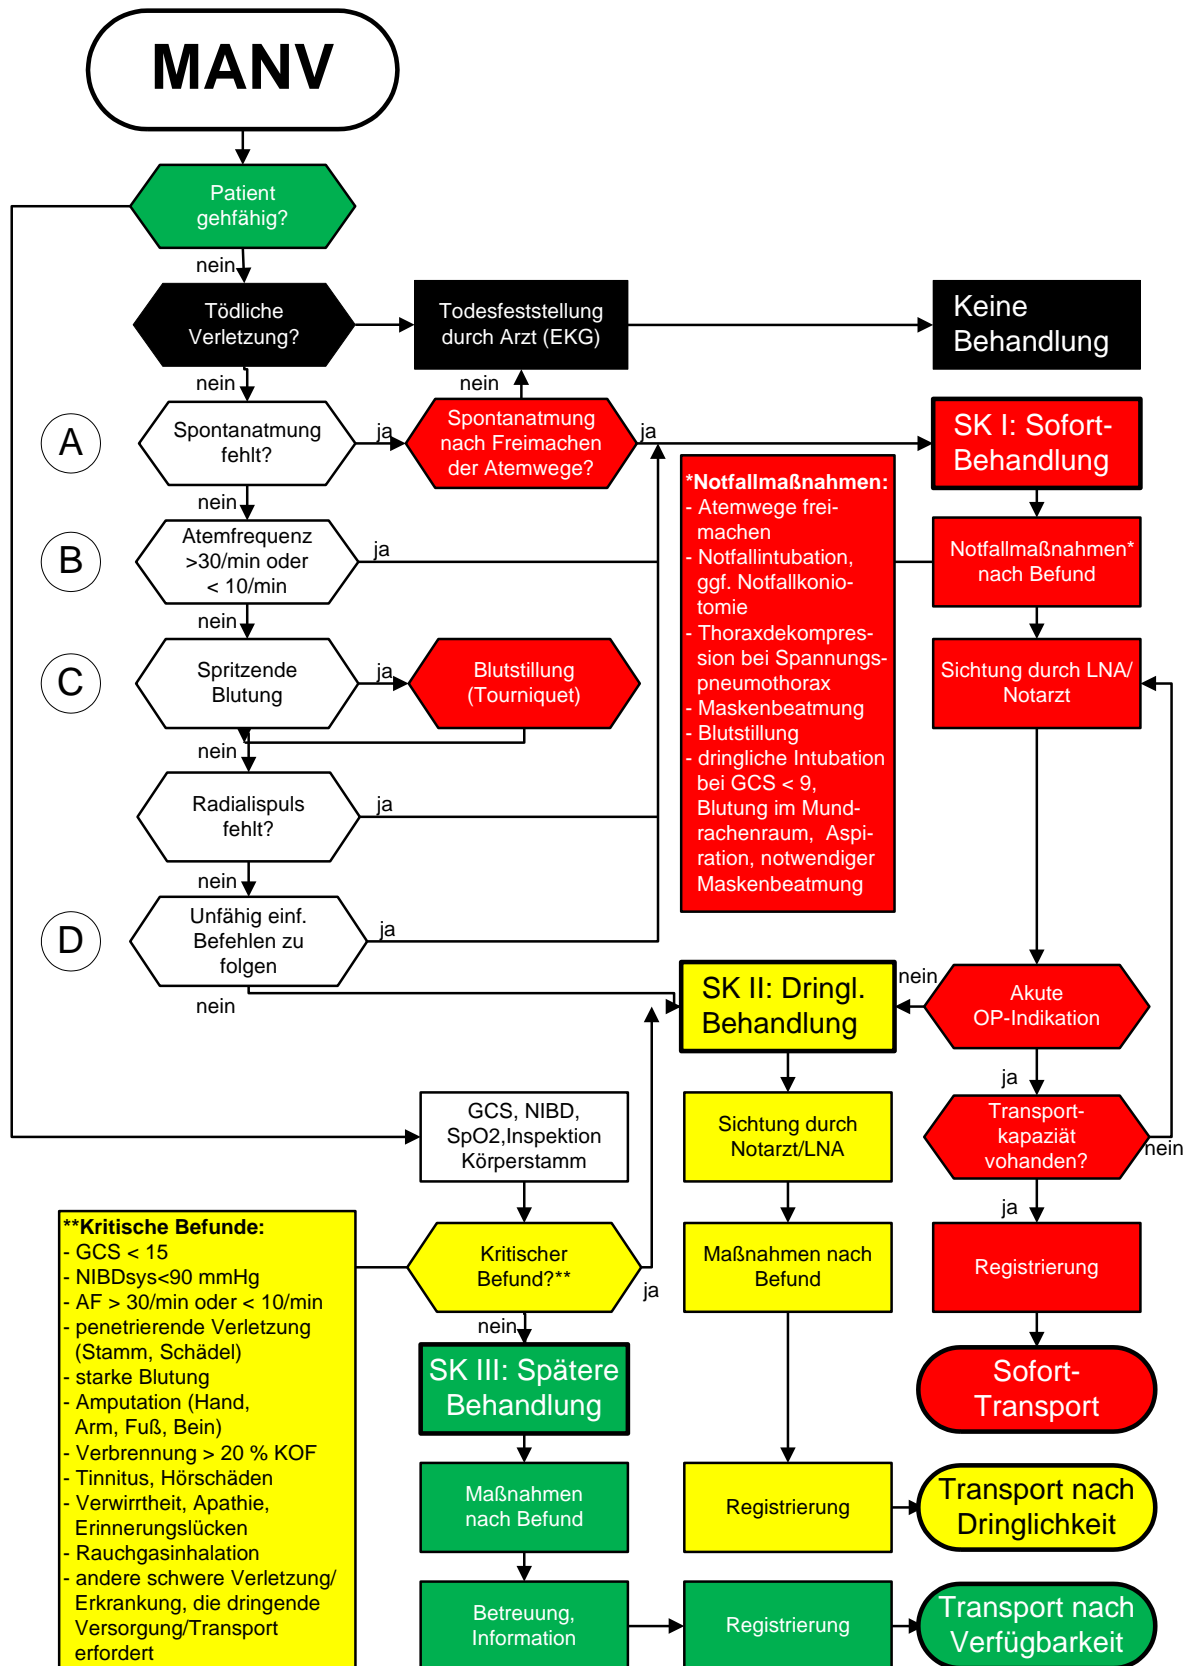 MANV
Patient
gehfähig?
nein
Tödliche
Verletzung?
Todesfeststellung
durch Arzt (EKG)
Keine
Behandlung
nein
nein
A
Spontanatmung
fehlt?
ja
Spontanatmung
nach Freimachen
der Atemwege?
ja
SK I: Sofort-
Behandlung
nein
B
Atemfrequenz
>30/min oder
< 10/min
ja
*Notfallmaßnahmen:
- Atemwege frei-
machen
- Notfallintubation,
ggf. Notfallkonio-
tomie
- Thoraxdekompres-
sion bei Spannungs-
pneumothorax
- Maskenbeatmung
- Blutstillung
- dringliche Intubation
bei GCS < 9,
Blutung im Mund-
rachenraum, Aspi-
ration, notwendiger
Maskenbeatmung
Notfallmaßnahmen*
nach Befund
nein
C
Spritzende
Blutung
ja
Blutstillung
(Tourniquet)
Sichtung durch LNA/
Notarzt
nein
Radialispuls
fehlt?
ja
nein
D
Unfähig einf.
Befehlen zu
folgen
ja
nein
SK II: Dringl.
Behandlung
nein
Akute
OP-Indikation
ja
GCS, NIBD,
SpO2,Inspektion
Körperstamm
Sichtung durch
Notarzt/LNA
Transport-
kapaziät
vohanden?
nein
ja
**Kritische Befunde:
- GCS < 15
- NIBDsys<90 mmHg
- AF > 30/min oder < 10/min
- penetrierende Verletzung
(Stamm, Schädel)
- starke Blutung
- Amputation (Hand,
Arm, Fuß, Bein)
- Verbrennung > 20 % KOF
- Tinnitus, Hörschäden
- Verwirrtheit, Apathie,
Erinnerungslücken
- Rauchgasinhalation
- andere schwere Verletzung/
Erkrankung, die dringende
Versorgung/Transport
erfordert
Kritischer
Befund?**
ja
Maßnahmen nach
Befund
Registrierung
nein
SK III: Spätere
Behandlung
Sofort-
Transport
Maßnahmen
nach Befund
Registrierung
Transport nach
Dringlichkeit
Betreuung,
Information
Registrierung
Transport nach
Verfügbarkeit